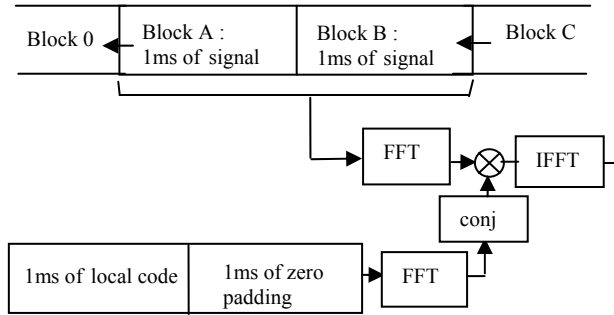 Block 0
Block A :
1ms of signal
Block B :
1ms of signal
Block C
FFT
IFFT
conj
1ms of local code
1ms of zero
padding
FFT